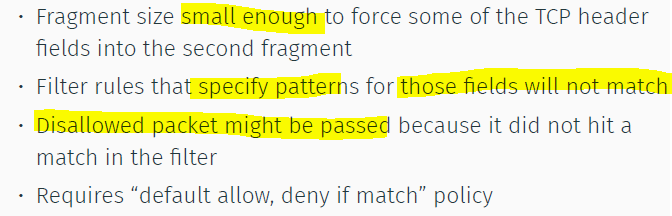 • Fragment size small enough to force some of the TCP header
fields into the second fragment
• Filter rules that specify patterns for those fields will not match
• Disallowed packet might be passed because it did not hit a
match in the filter
• Requires “default allow, deny if match” policy